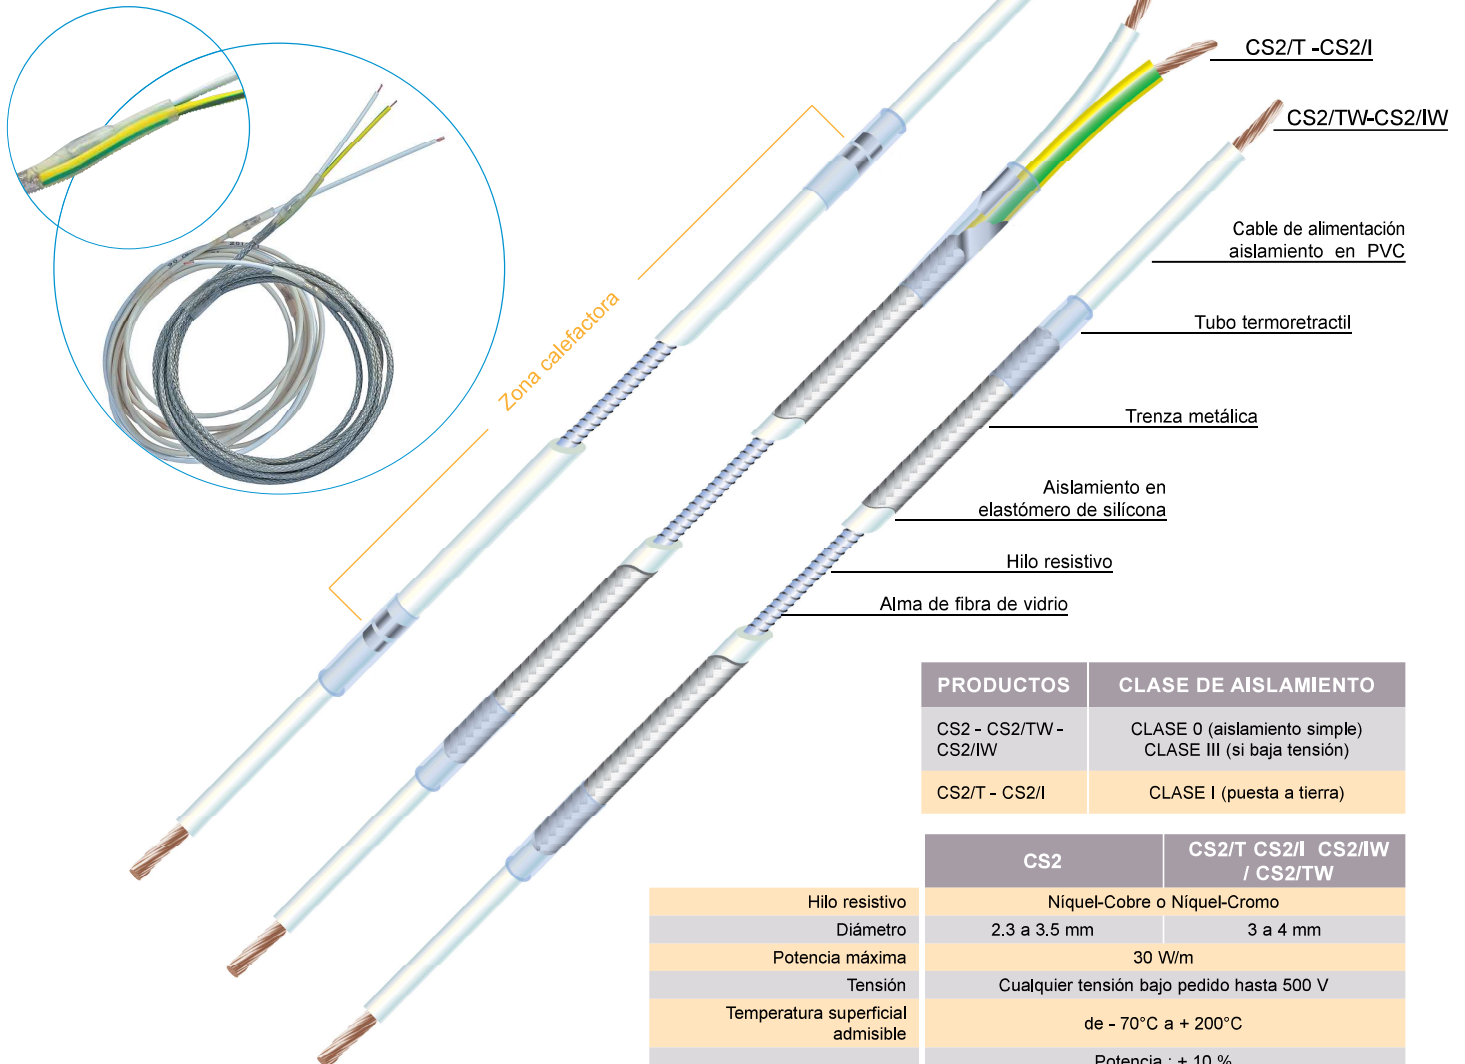 CS2/T -CS2/I
CS2/TW-CS2/IW
Cable de alimentación
aislamiento en PVC
Tubo termoretractil
Zona calefactora
Trenza metálica
Aislamiento en
elastómero de silícona
Hilo resistivo
Alma de fibra de vidrio
PRODUCTOS CLASE DE AISLAMIENTO
CS2 - CS2/TW - CLASE 0 (aislamiento simple)
CS2/IW CLASE III (si baja tensión)
CS2/T - CS2/I CLASE I (puesta a tierra)
CS2 CS2/T CS2/I CS2/IW
/ CS2/TW
Hilo resistivo Níquel-Cobre o Níquel-Cromo
Diámetro 2.3 a 3.5 mm 3 a 4 mm
Potencia máxima 30 W/m
Tensión Cualquier tensión bajo pedido hasta 500 V
Temperatura superficial
admisible de - 70°C a + 200°C
Potencia : ± 10 %